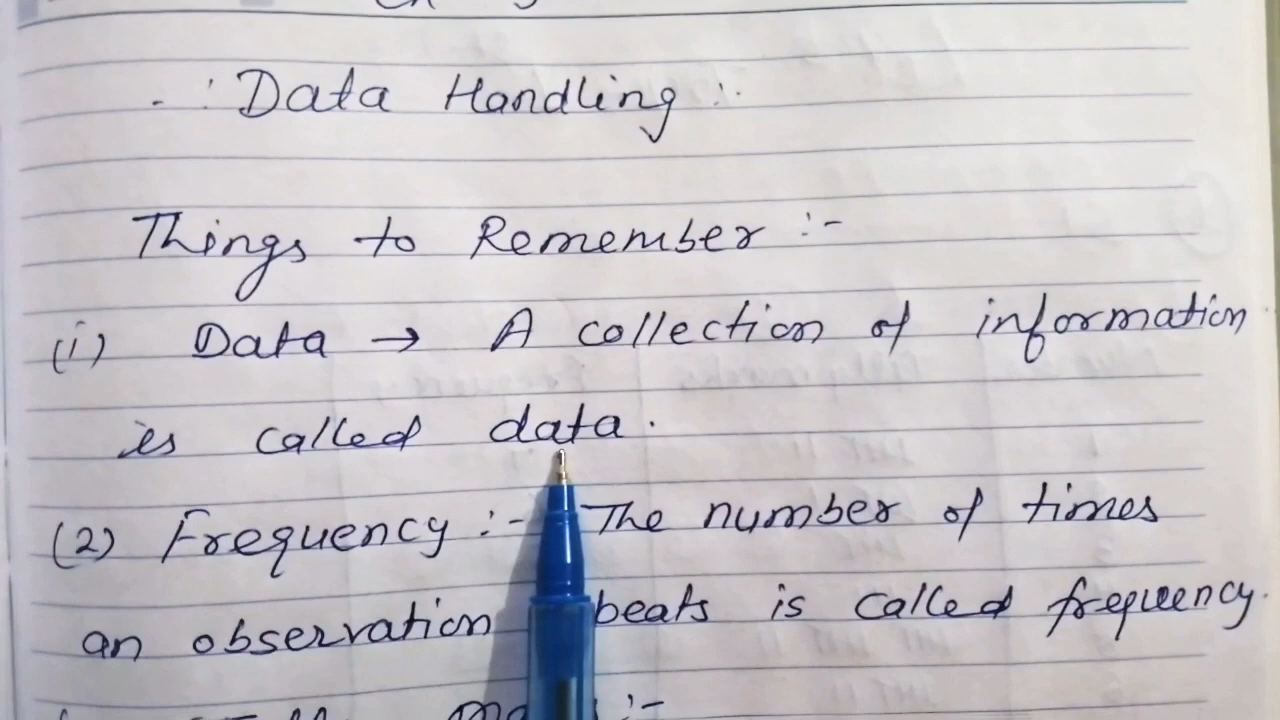 Data Handling :-
Things to Remember :-
(i) Data → A collection of information
is called data.
(2) Frequency :- The number of times
an observation beats is called frequency.